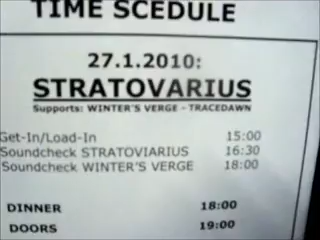 TIME SCEDULE
27.1.2010:
STRATOVARIUS
Supports: WINTER'S VERGE - TRACEDAWN
Get-In/Load-In 15:00
Soundcheck STRATOVIARIUS 16:30
Soundcheck WINTER'S VERGE 18:00
DINNER 18:00
DOORS 19:00